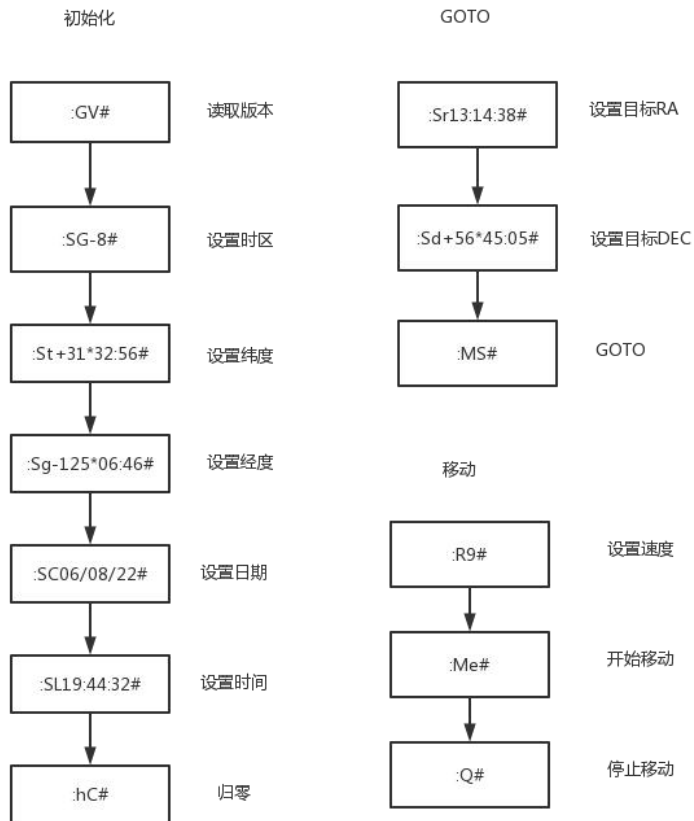 初始化
:GV#
读取版本
:SG-8#
设置时区
:St+31*32:56#
设置纬度
:Sg-125*06:46#
设置经度
:SC06/08/22#
设置日期
:SL19:44:32#
设置时间
:hC#
归零
GOTO
:Sr13:14:38#
设置目标RA
:Sd+56*45:05#
设置目标DEC
:MS#
GOTO
移动
:R9#
设置速度
:Me#
开始移动
:Q#
停止移动